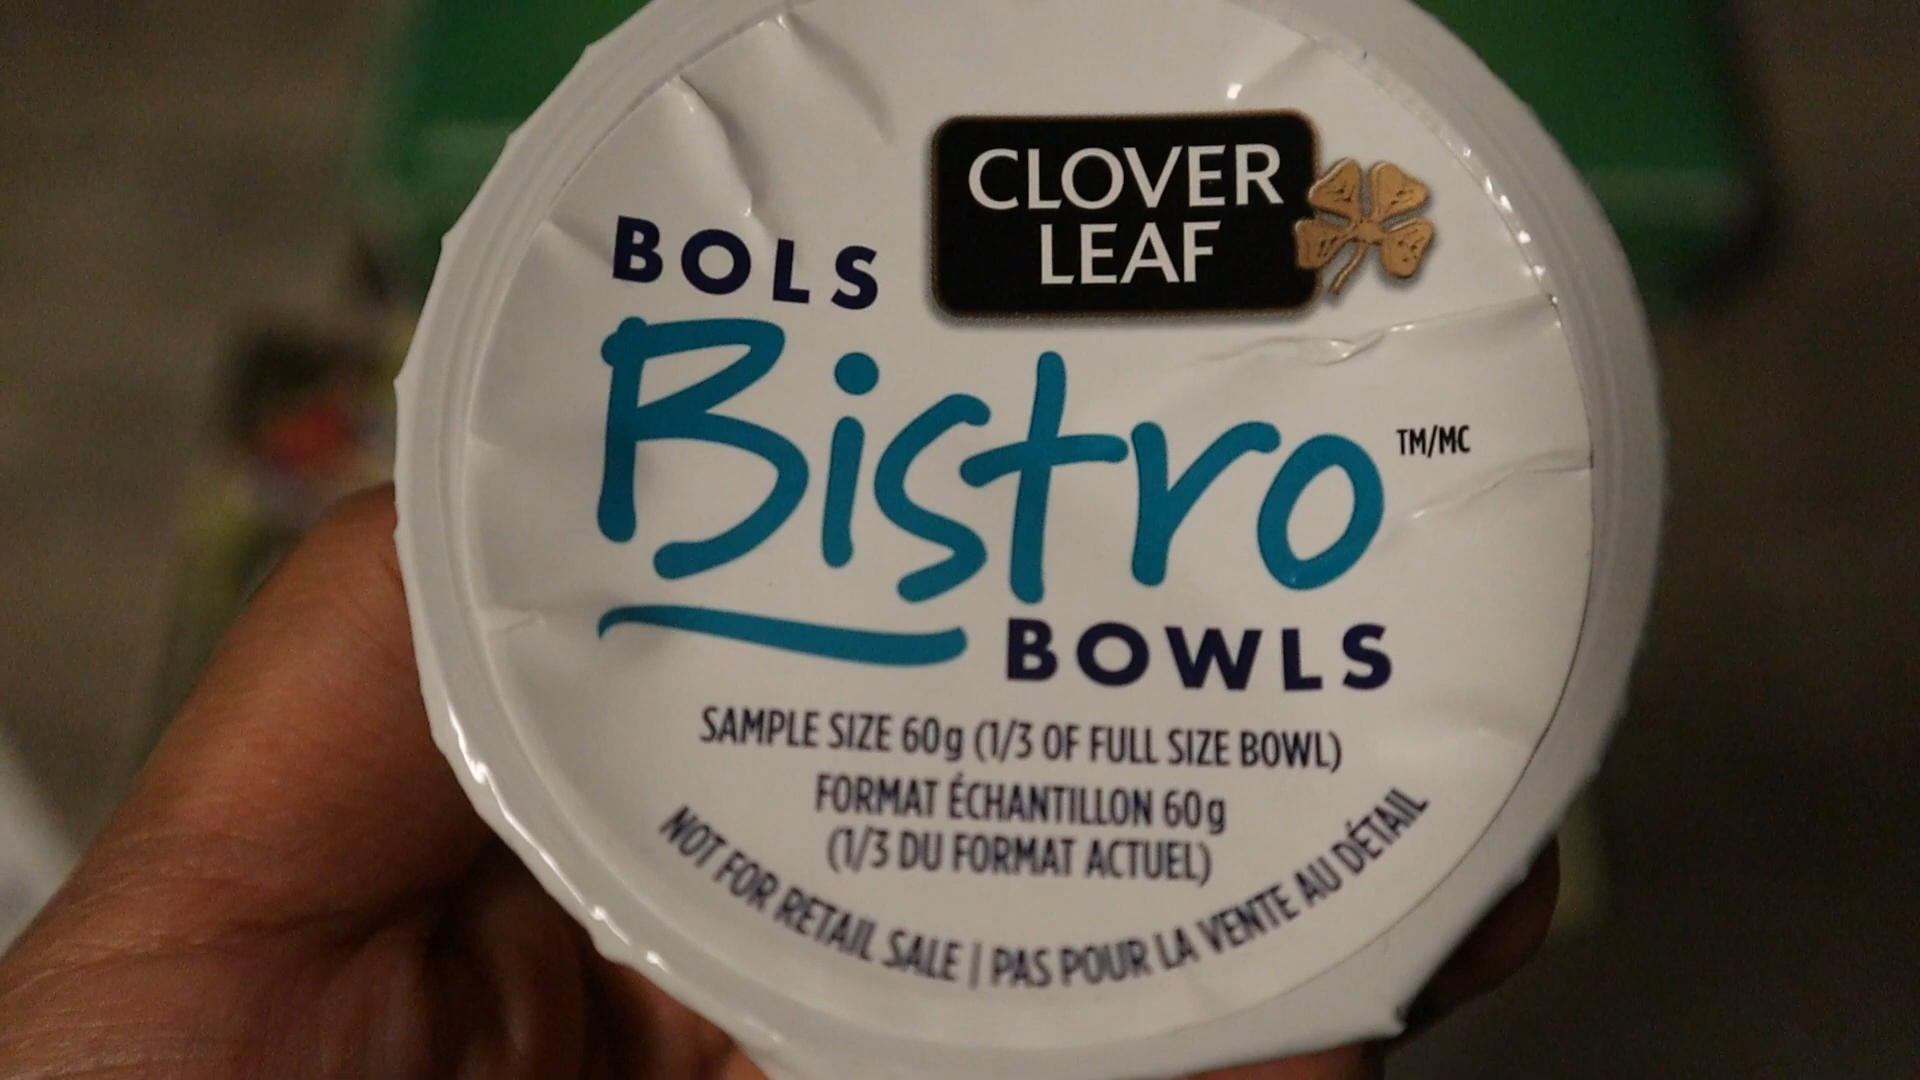 CLOVER
LEAF
BOLS
Bistro TM/MC
BOWLS
SAMPLE SIZE 60g (1/3 OF FULL SIZE BOWL)
FORMAT ÉCHANTILLON 60g
(1/3 DU FORMAT ACTUEL)
NOT FOR RETAIL SALE | PAS POUR LA VENTE AU DÉTAIL